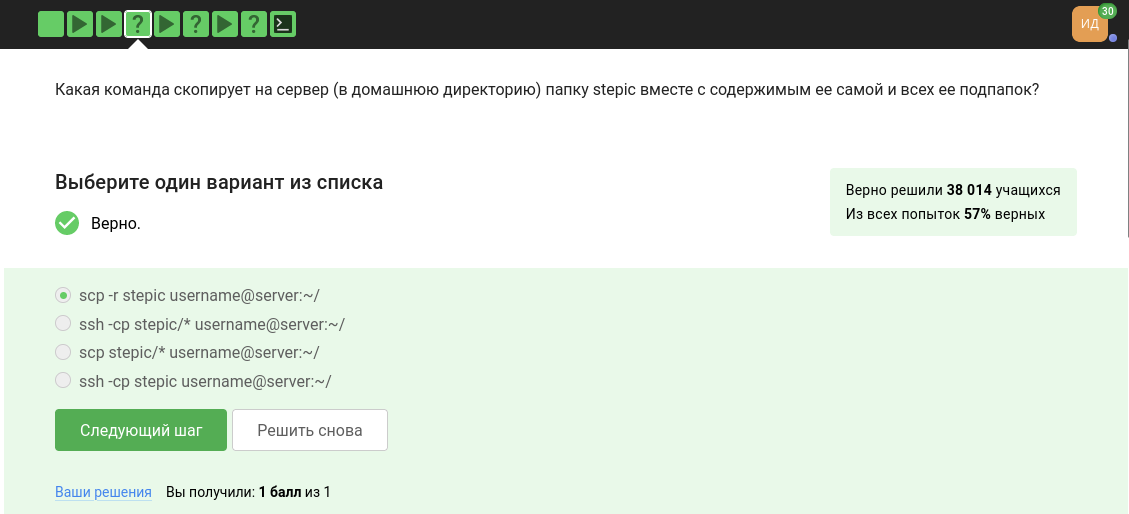 ? ? ?
ИД 30
Какая команда скопирует на сервер (в домашнюю директорию) папку stepic вместе с содержимым ее самой и всех ее подпапок?
Выберите один вариант из списка
Верно.
Верно решили 38 014 учащихся
Из всех попыток 57% верных
scp -r stepic username@server:~/
ssh -cp stepic/* username@server:~/
scp stepic/* username@server:~/
ssh -cp stepic username@server:~/
Следующий шаг Решить снова
Ваши решения Вы получили: 1 балл из 1